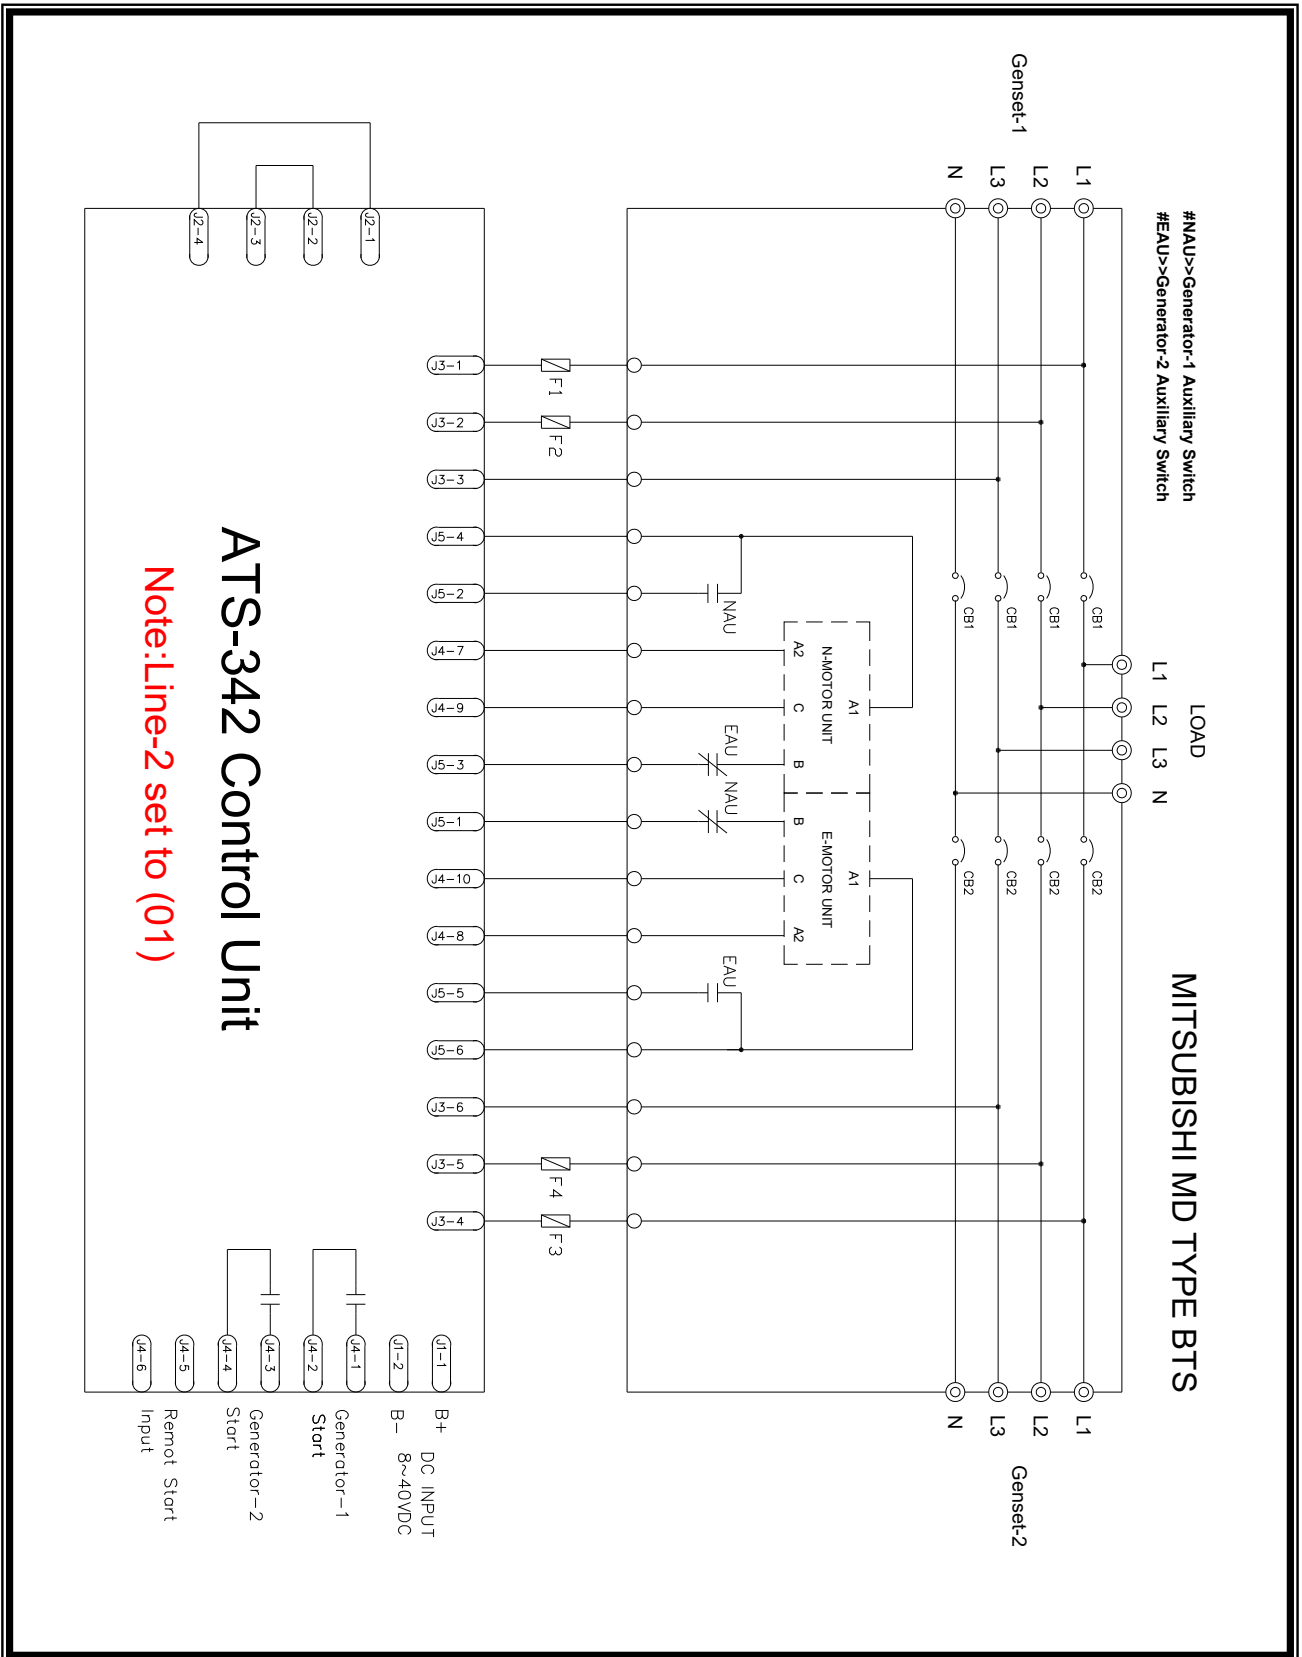 MITSUBISHI MD TYPE BTS
#NAU>>Generator-1 Auxiliary Switch
#EAU>>Generator-2 Auxiliary Switch
LOAD
L1 L2 L3 N
Genset-1
L1
L2
L3
N
CB1
CB1
CB1
CB1
CB2
CB2
CB2
CB2
L1
L2
L3
N
Genset-2
A1
N-MOTOR UNIT
A2 C B
A1
E-MOTOR UNIT
B C A2
NAU
EAU
NAU
EAU
F1
F2
F4
F3
J3-1 J3-2 J3-3 J5-4 J5-2 J4-7 J4-9 J5-3 J5-1 J4-10 J4-8 J5-5 J5-6 J3-6 J3-5 J3-4
J2-1
J2-2
J2-3
J2-4
ATS-342 Control Unit
Note:Line-2 set to (01)
J1-1 B+
DC INPUT
J1-2 B-
8~40VDC
J4-1
J4-2
Generator-1
Start
J4-3
J4-4
Generator-2
Start
J4-5
J4-6
Remot Start
Input